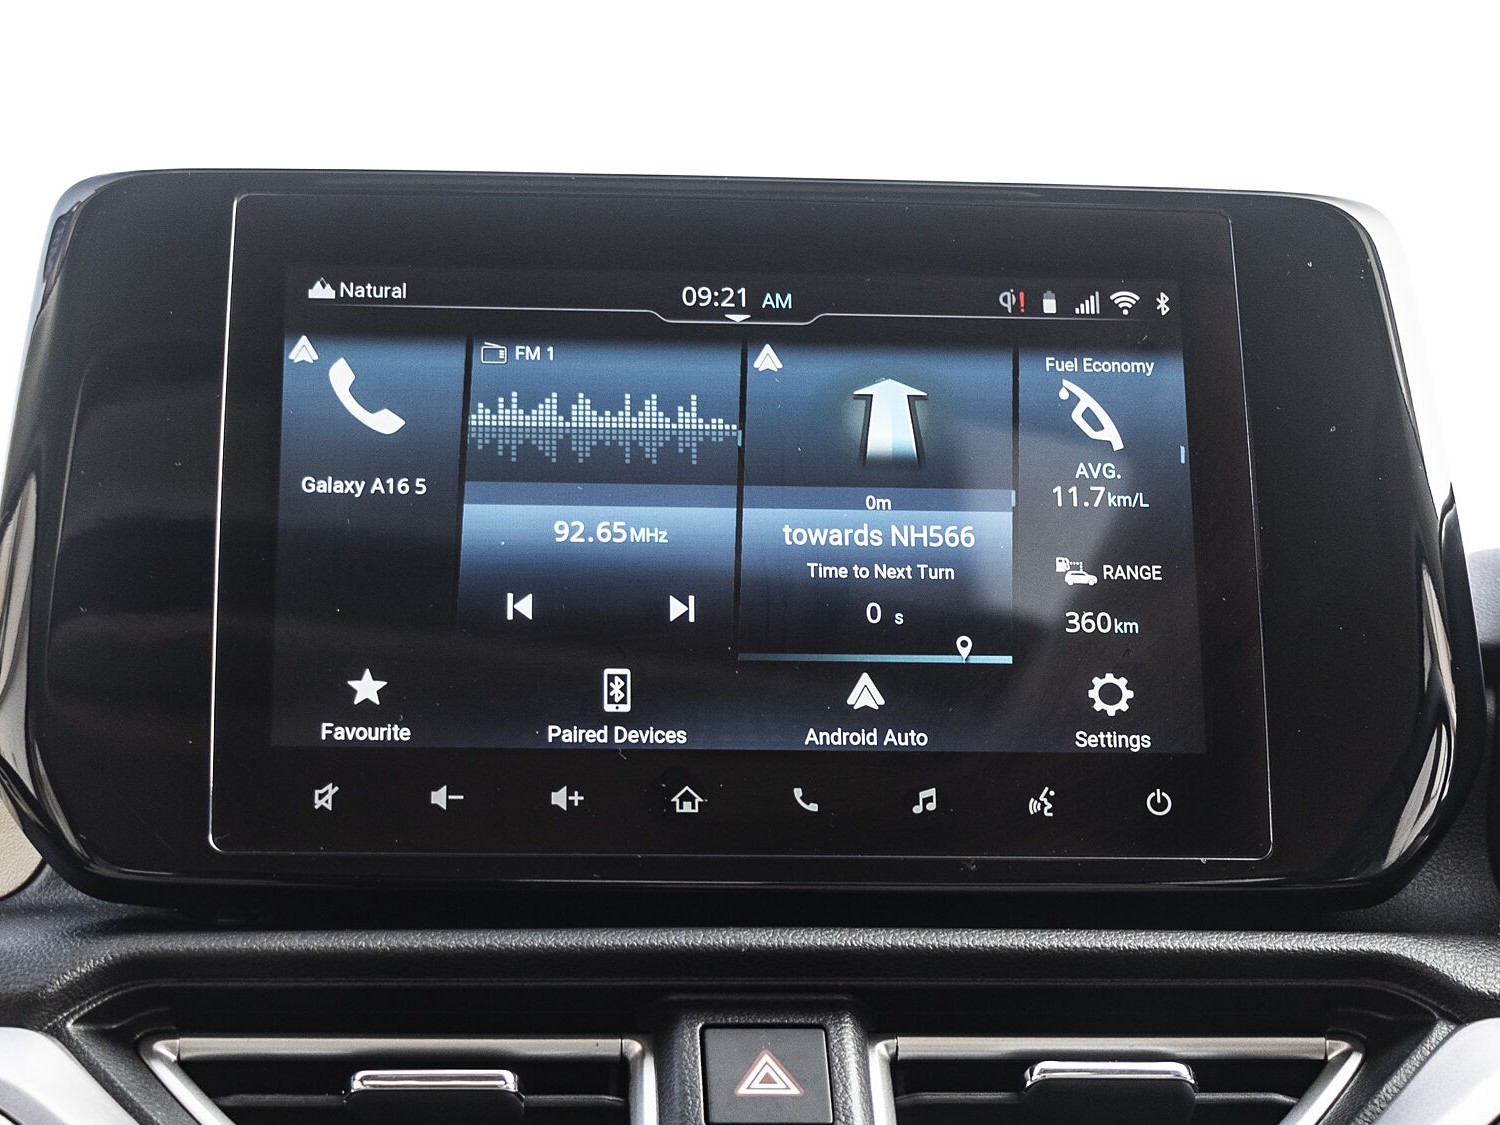 Natural
09:21 AM
Galaxy A16 5
FM 1
92.65MHz
0m
towards NH566
Time to Next Turn
0 s
Fuel Economy
AVG.
11.7km/L
RANGE
360km
Favourite
Paired Devices
Android Auto
Settings